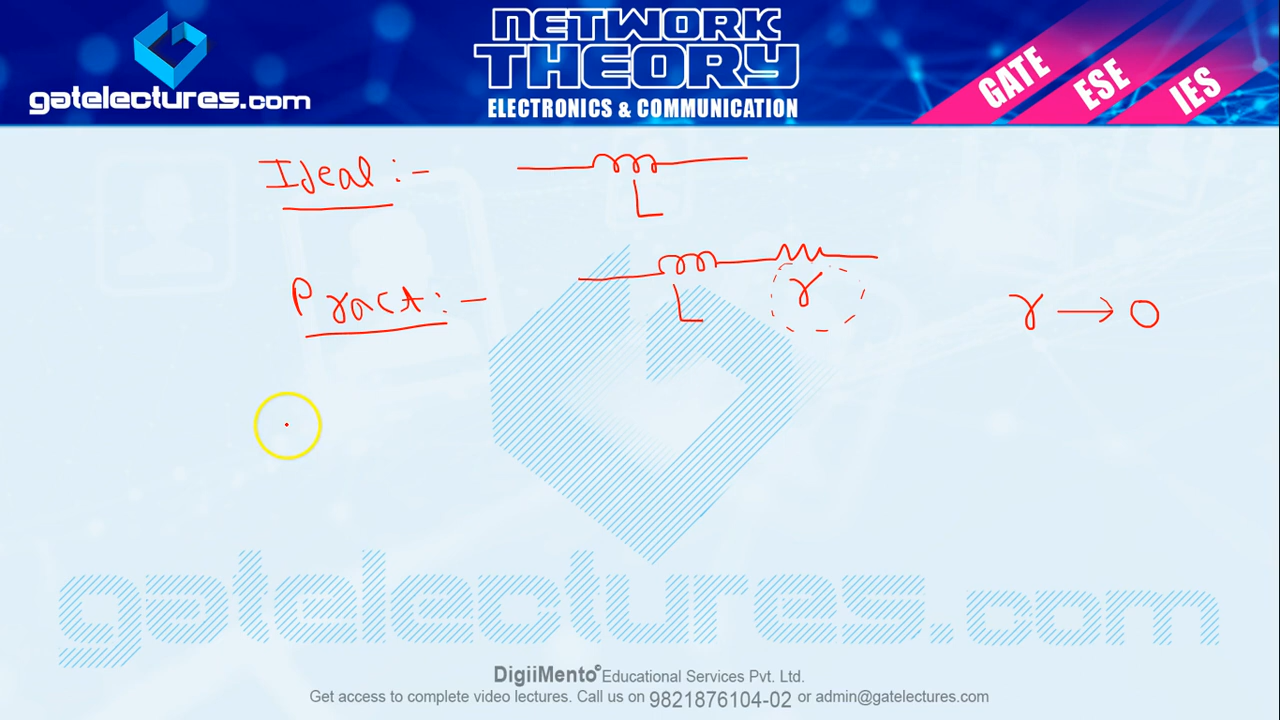 gatelectures.com
NETWORK
THEORY
ELECTRONICS & COMMUNICATION
GATE
ESE
IES
Ideal :-
L
Pract :-
L
r
r → 0
gatelectures.com
DigiiMento© Educational Services Pvt. Ltd.
Get access to complete video lectures. Call us on 9821876104-02 or admin@gatelectures.com